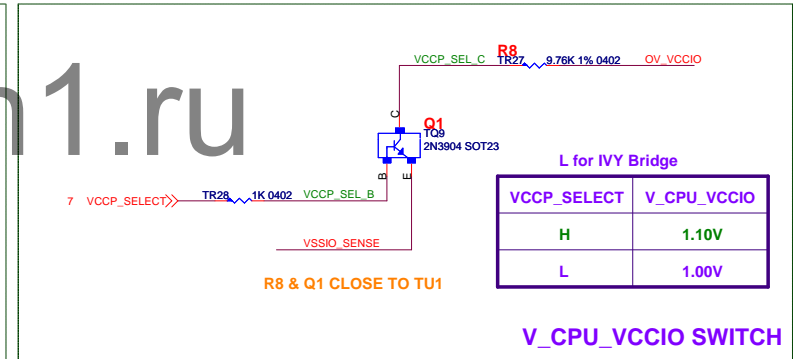 R8
VCCP_SEL_C TR27 9.76K 1% 0402 OV_VCCIO
n1.ru
C
Q1
TQ9
2N3904 SOT23
B E
L for IVY Bridge
7 VCCP_SELECT TR28 1K 0402 VCCP_SEL_B
VCCP_SELECT V_CPU_VCCIO
H 1.10V
L 1.00V
VSSIO_SENSE
R8 & Q1 CLOSE TO TU1
V_CPU_VCCIO SWITCH